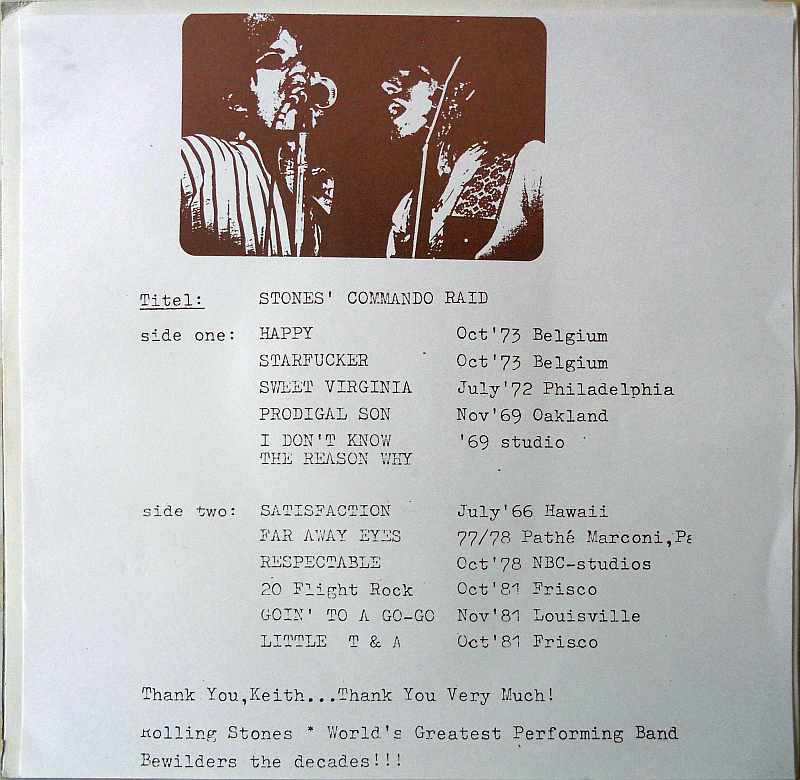 Titel: STONES' COMMANDO RAID
side one: HAPPY Oct'73 Belgium
STARFUCKER Oct'73 Belgium
SWEET VIRGINIA July'72 Philadelphia
PRODIGAL SON Nov'69 Oakland
I DON'T KNOW '69 studio
THE REASON WHY
side two: SATISFACTION July'66 Hawaii
FAR AWAY EYES 77/78 Pathé Marconi,Pa
RESPECTABLE Oct'78 NBC-studios
20 Flight Rock Oct'81 Frisco
GOIN' TO A GO-GO Nov'81 Louisville
LITTLE T & A Oct'81 Frisco
Thank You,Keith...Thank You Very Much!
Rolling Stones * World's Greatest Performing Band
Bewilders the decades!!!